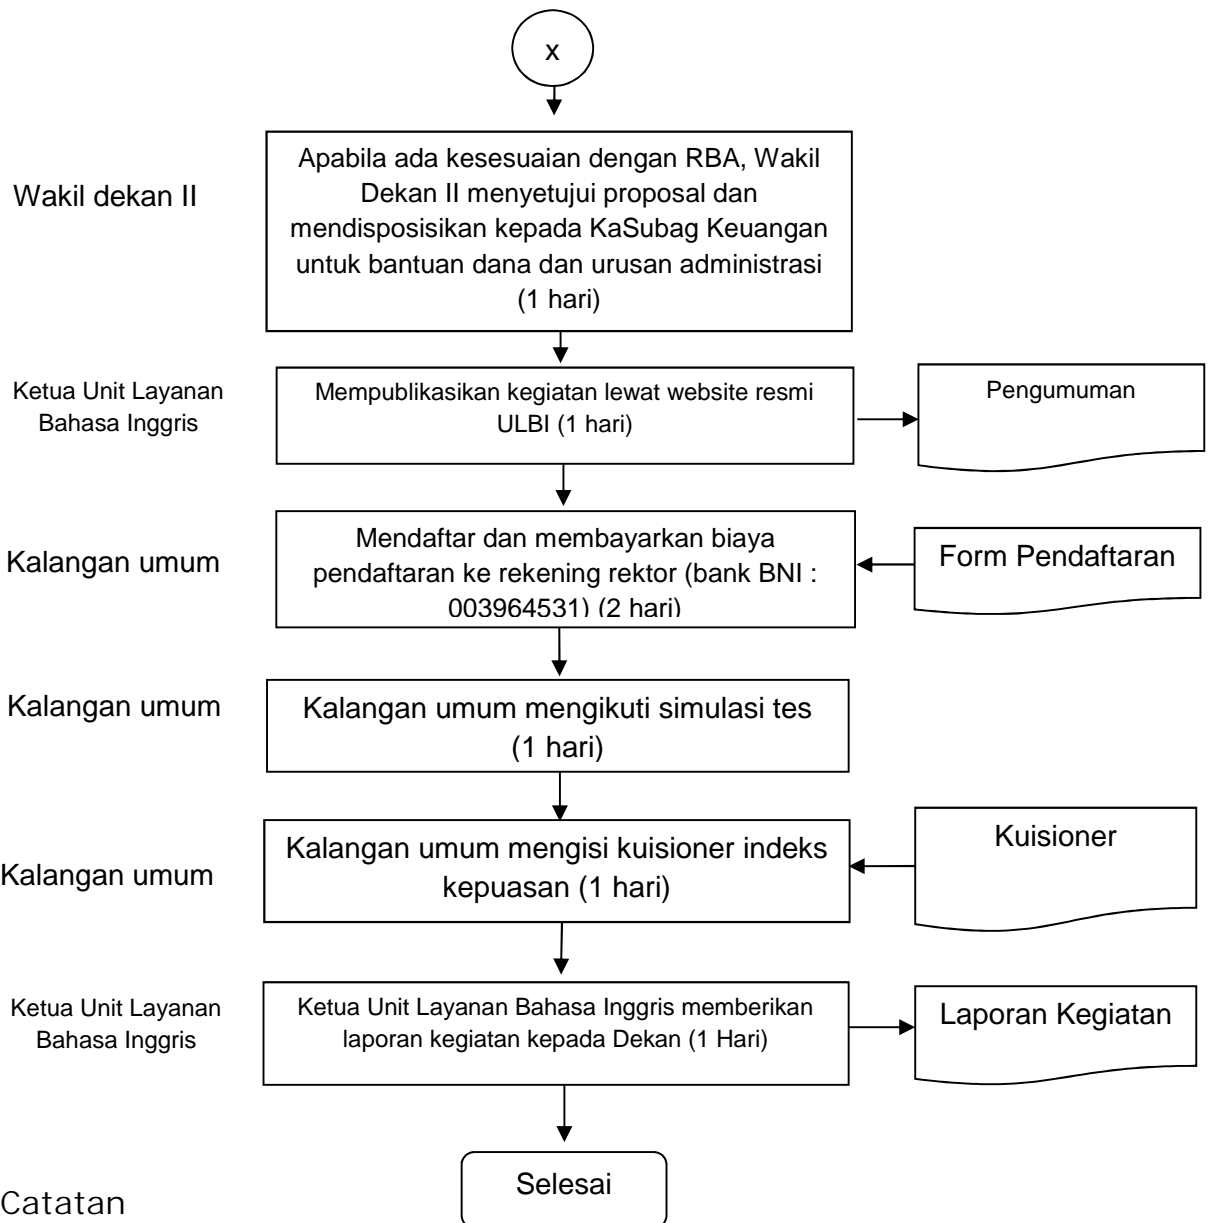 x
Wakil dekan II
Apabila ada kesesuaian dengan RBA, Wakil
Dekan II menyetujui proposal dan
mendisposisikan kepada KaSubag Keuangan
untuk bantuan dana dan urusan administrasi
(1 hari)
Ketua Unit Layanan
Bahasa Inggris
Mempublikasikan kegiatan lewat website resmi
ULBI (1 hari)
Pengumuman
Kalangan umum
Mendaftar dan membayarkan biaya
pendaftaran ke rekening rektor (bank BNI :
003964531) (2 hari)
Form Pendaftaran
Kalangan umum
Kalangan umum mengikuti simulasi tes
(1 hari)
Kalangan umum
Kalangan umum mengisi kuisioner indeks
kepuasan (1 hari)
Kuisioner
Ketua Unit Layanan
Bahasa Inggris
Ketua Unit Layanan Bahasa Inggris memberikan
laporan kegiatan kepada Dekan (1 Hari)
Laporan Kegiatan
Selesai
Catatan